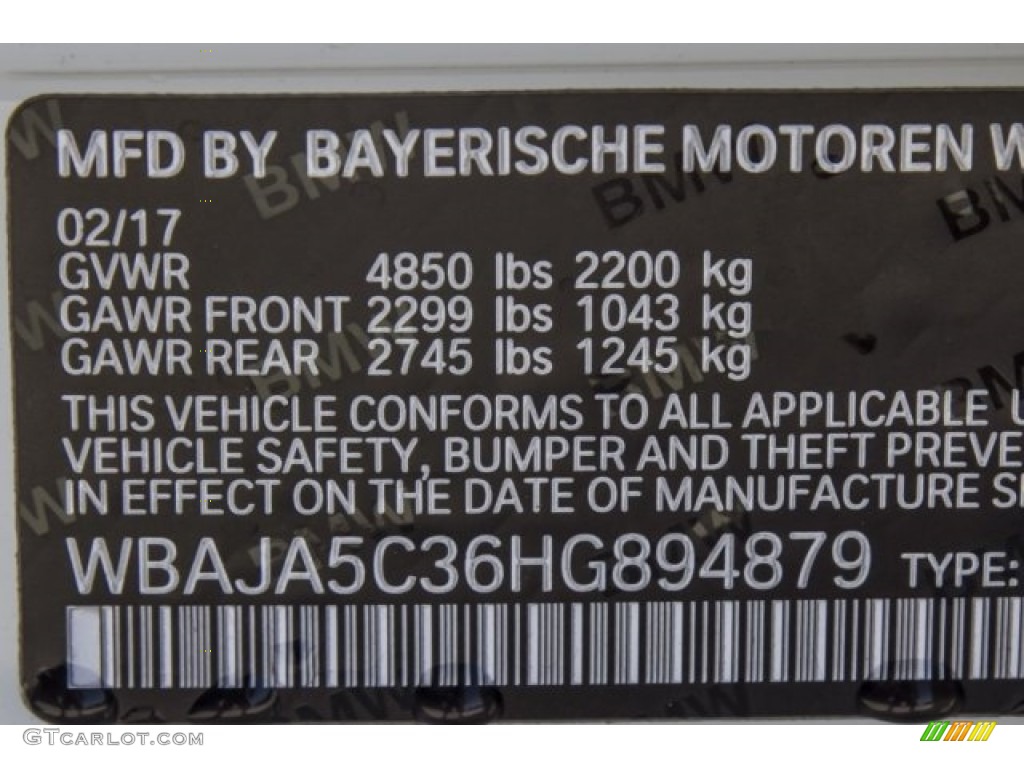 MFD BY BAYERISCHE MOTOREN W
02/17
GVWR 4850 lbs 2200 kg
GAWR FRONT 2299 lbs 1043 kg
GAWR REAR 2745 lbs 1245 kg
THIS VEHICLE CONFORMS TO ALL APPLICABLE U
VEHICLE SAFETY, BUMPER AND THEFT PREVE
IN EFFECT ON THE DATE OF MANUFACTURE S
WBAJA5C36HG894879 TYPE:
GTCARLOT.COM